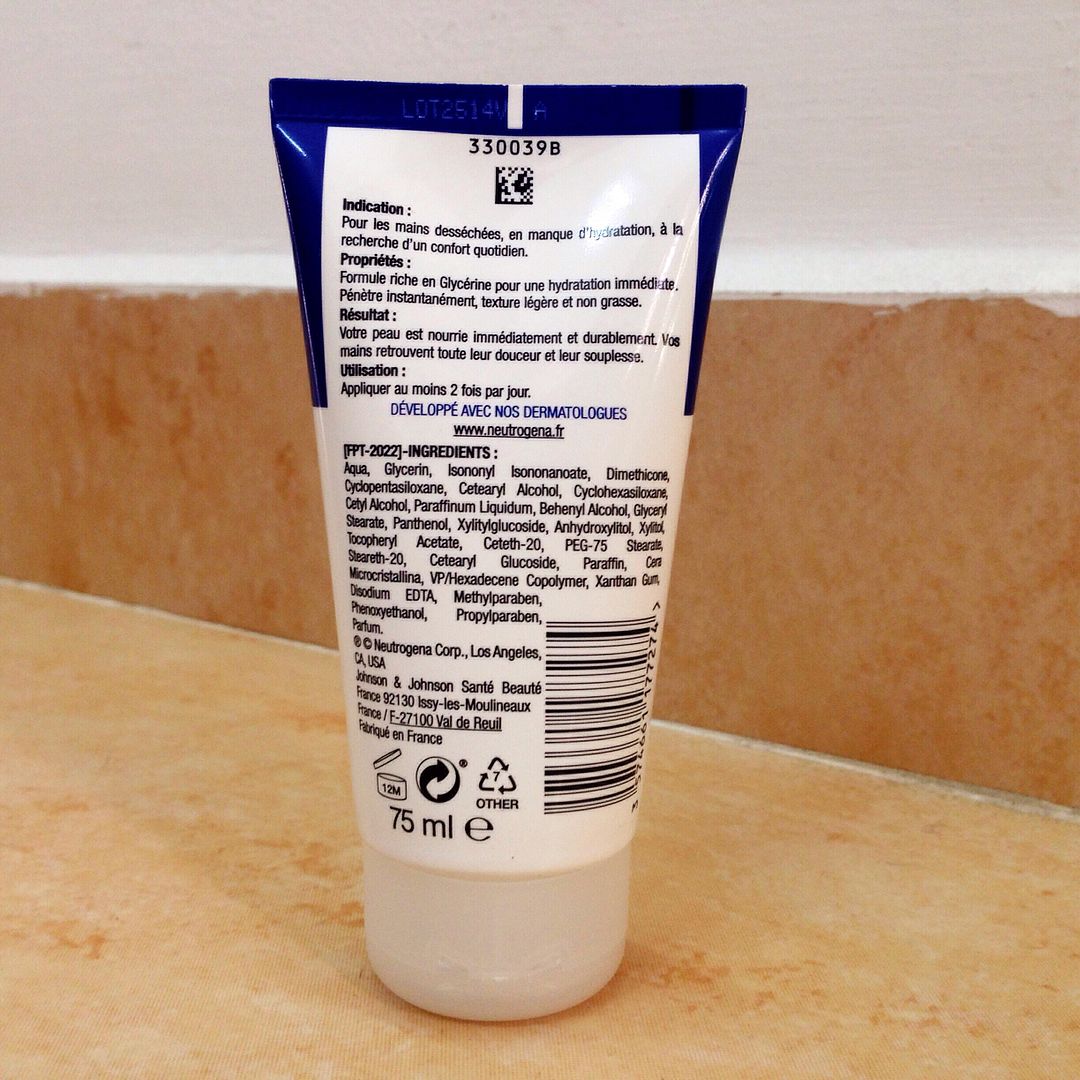 LOT2514V A
330039B
Indication :
Pour les mains desséchées, en manque d'hydratation, à la
recherche d'un confort quotidien.
Propriétés :
Formule riche en Glycérine pour une hydratation immédiate.
Pénètre instantanément, texture légère et non grasse.
Résultat :
Votre peau est nourrie immédiatement et durablement. Vos
mains retrouvent toute leur douceur et leur souplesse.
Utilisation :
Appliquer au moins 2 fois par jour.
DÉVELOPPÉ AVEC NOS DERMATOLOGUES
www.neutrogena.fr
[FPT-2022]-INGREDIENTS :
Aqua, Glycerin, Isononyl Isononanoate, Dimethicone,
Cyclopentasiloxane, Cetearyl Alcohol, Cyclohexasiloxane,
Cetyl Alcohol, Paraffinum Liquidum, Behenyl Alcohol, Glyceryl
Stearate, Panthenol, Xylitylglucoside, Anhydroxylitol, Xylitol,
Tocopheryl Acetate, Ceteth-20, PEG-75 Stearate,
Steareth-20, Cetearyl Glucoside, Paraffin, Cera
Microcristallina, VP/Hexadecene Copolymer, Xanthan Gum,
Disodium EDTA, Methylparaben,
Phenoxyethanol, Propylparaben,
Parfum.
® © Neutrogena Corp., Los Angeles,
CA, USA
Johnson & Johnson Santé Beauté
France 92130 Issy-les-Moulineaux
France / F-27100 Val de Reuil
Fabriqué en France
12M
®
7
OTHER
75 ml e
3 574661 177274 >